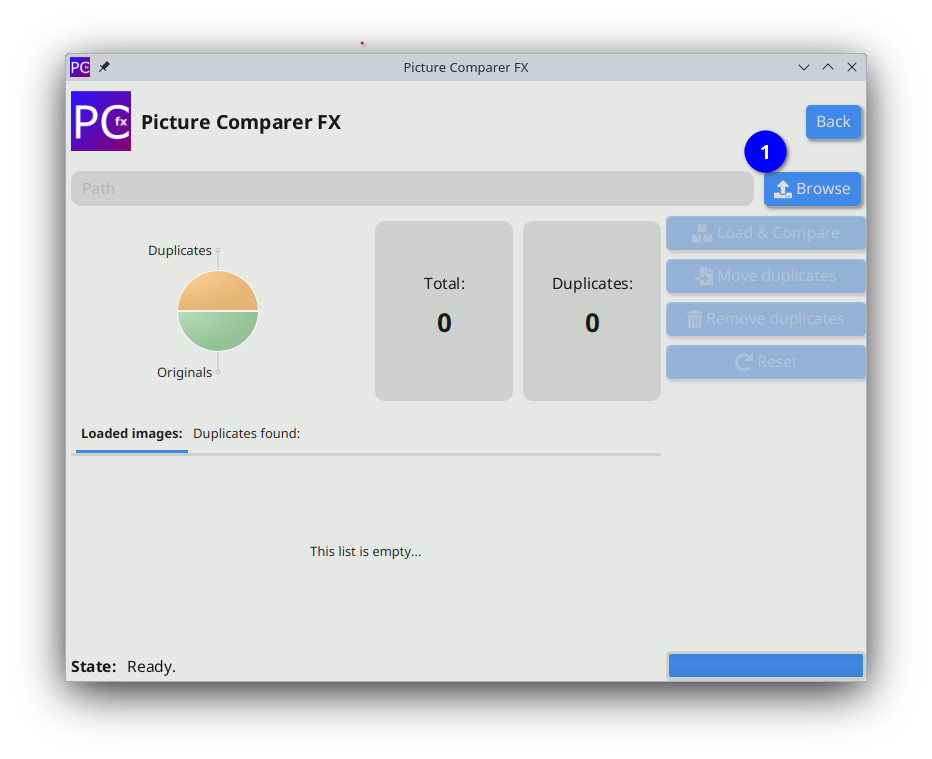 PC fx
Picture Comparer FX
PC fx
Picture Comparer FX
Back
1
Path
Browse
Duplicates
Originals
Total:
0
Duplicates:
0
Load & Compare
Move duplicates
Remove duplicates
Reset
Loaded images:
Duplicates found:
This list is empty...
State: Ready.